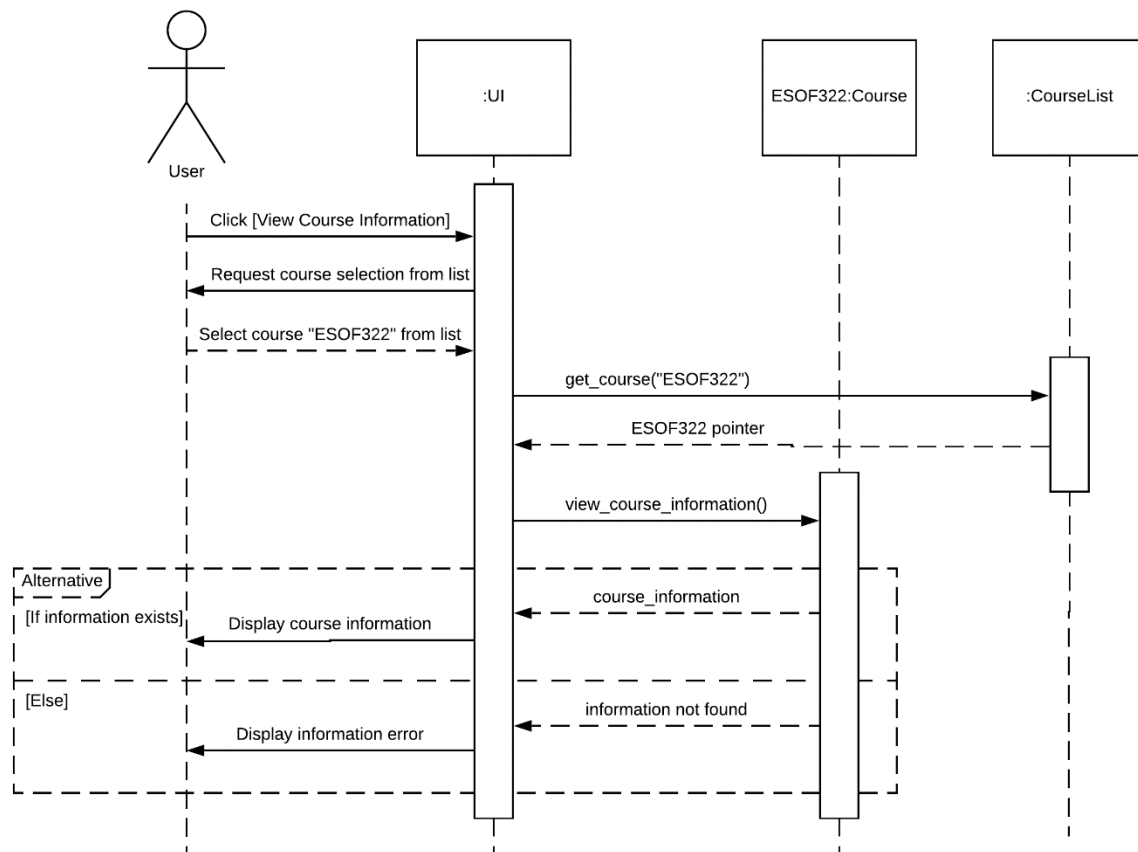 :UI
ESOF322:Course
:CourseList
User
Click [View Course Information]
Request course selection from list
Select course "ESOF322" from list
get_course("ESOF322")
ESOF322 pointer
view_course_information()
Alternative
[If information exists]
course_information
Display course information
[Else]
information not found
Display information error